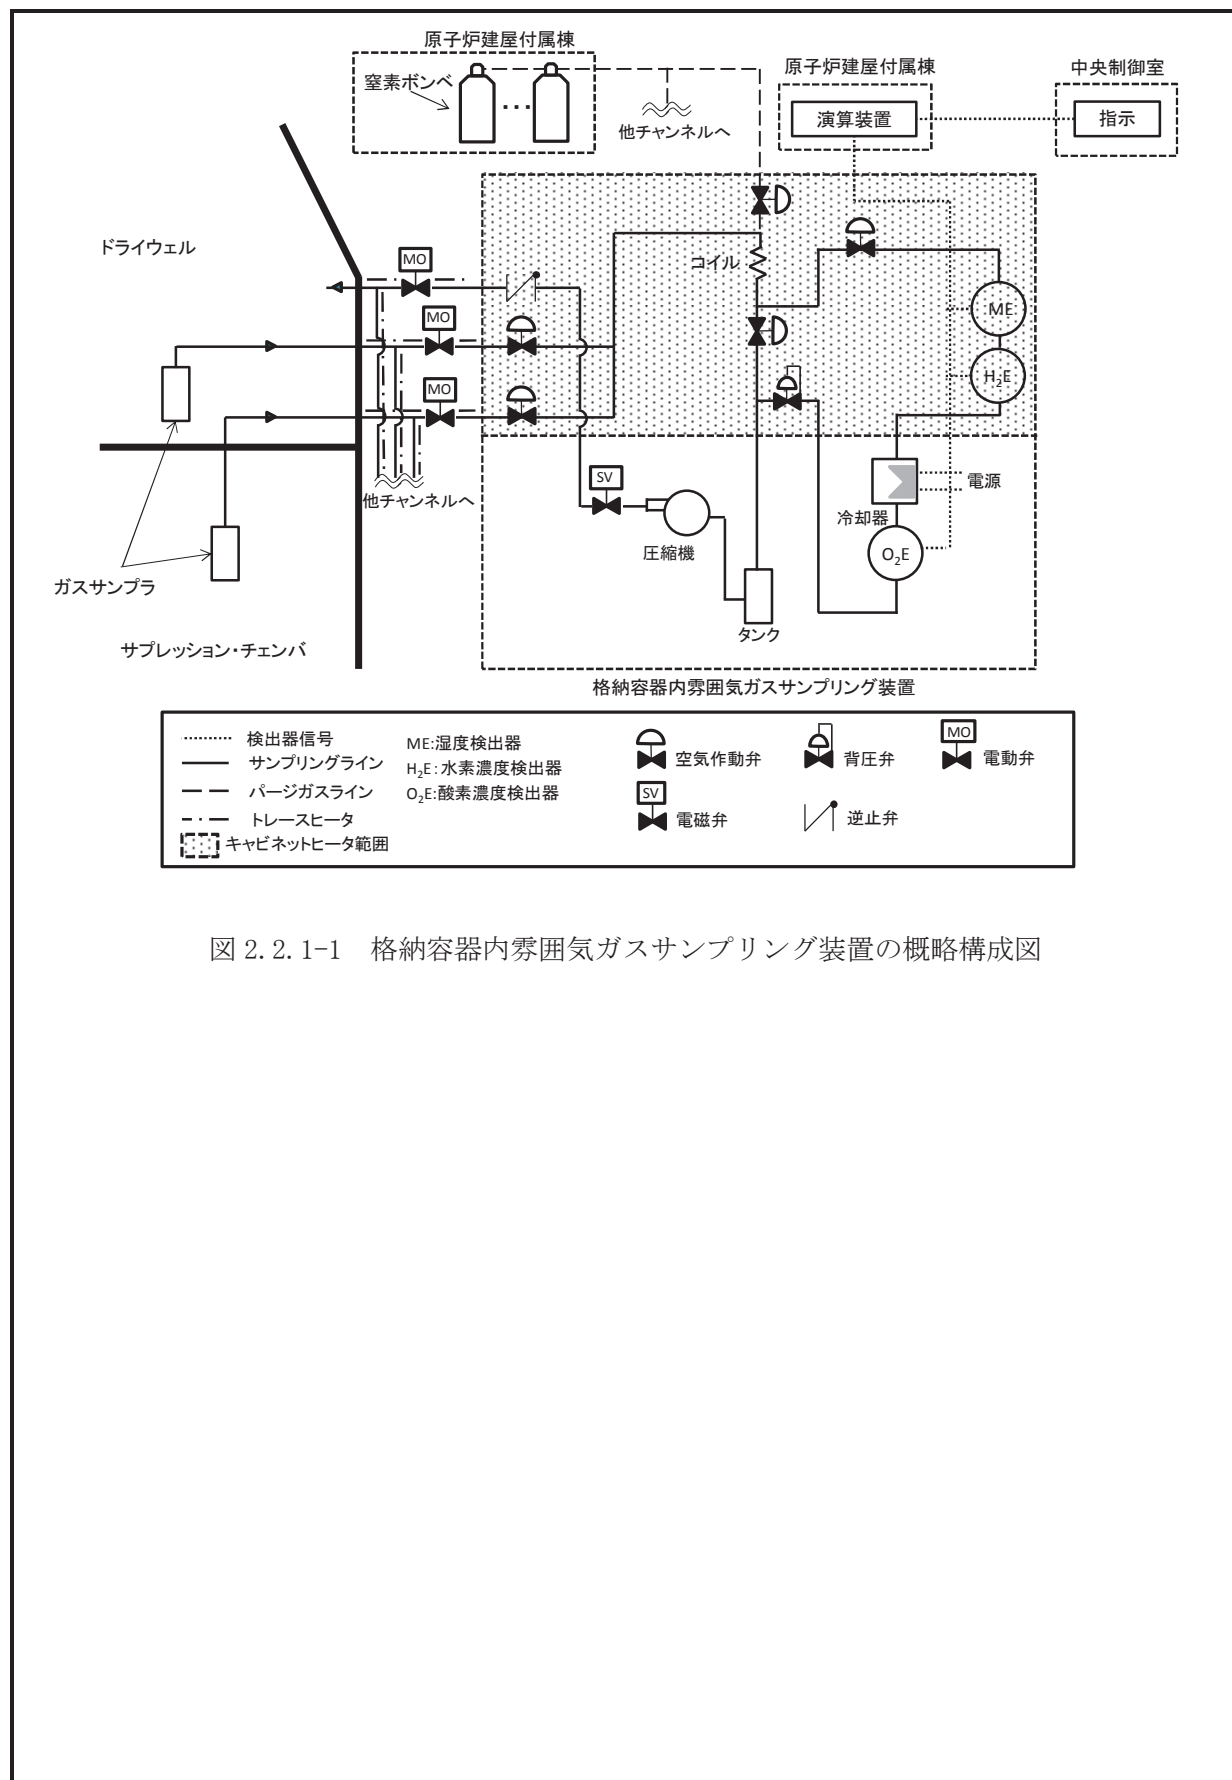 原子炉建屋付属棟
窒素ボンベ
他チャンネルへ
原子炉建屋付属棟
演算装置
中央制御室
指示
ドライウェル
MO
コイル
MO
ME
H₂E
MO
他チャンネルへ
SV
電源
冷却器
圧縮機
O₂E
ガスサンプラ
タンク
サプレッション・チェンバ
格納容器内雰囲気ガスサンプリング装置
検出器信号
サンプリングライン
パージガスライン
トレースヒータ
キャビネットヒータ範囲
ME:湿度検出器
H₂E:水素濃度検出器
O₂E:酸素濃度検出器
空気作動弁
背圧弁
MO
電動弁
SV
電磁弁
逆止弁
図 2.2.1-1 格納容器内雰囲気ガスサンプリング装置の概略構成図